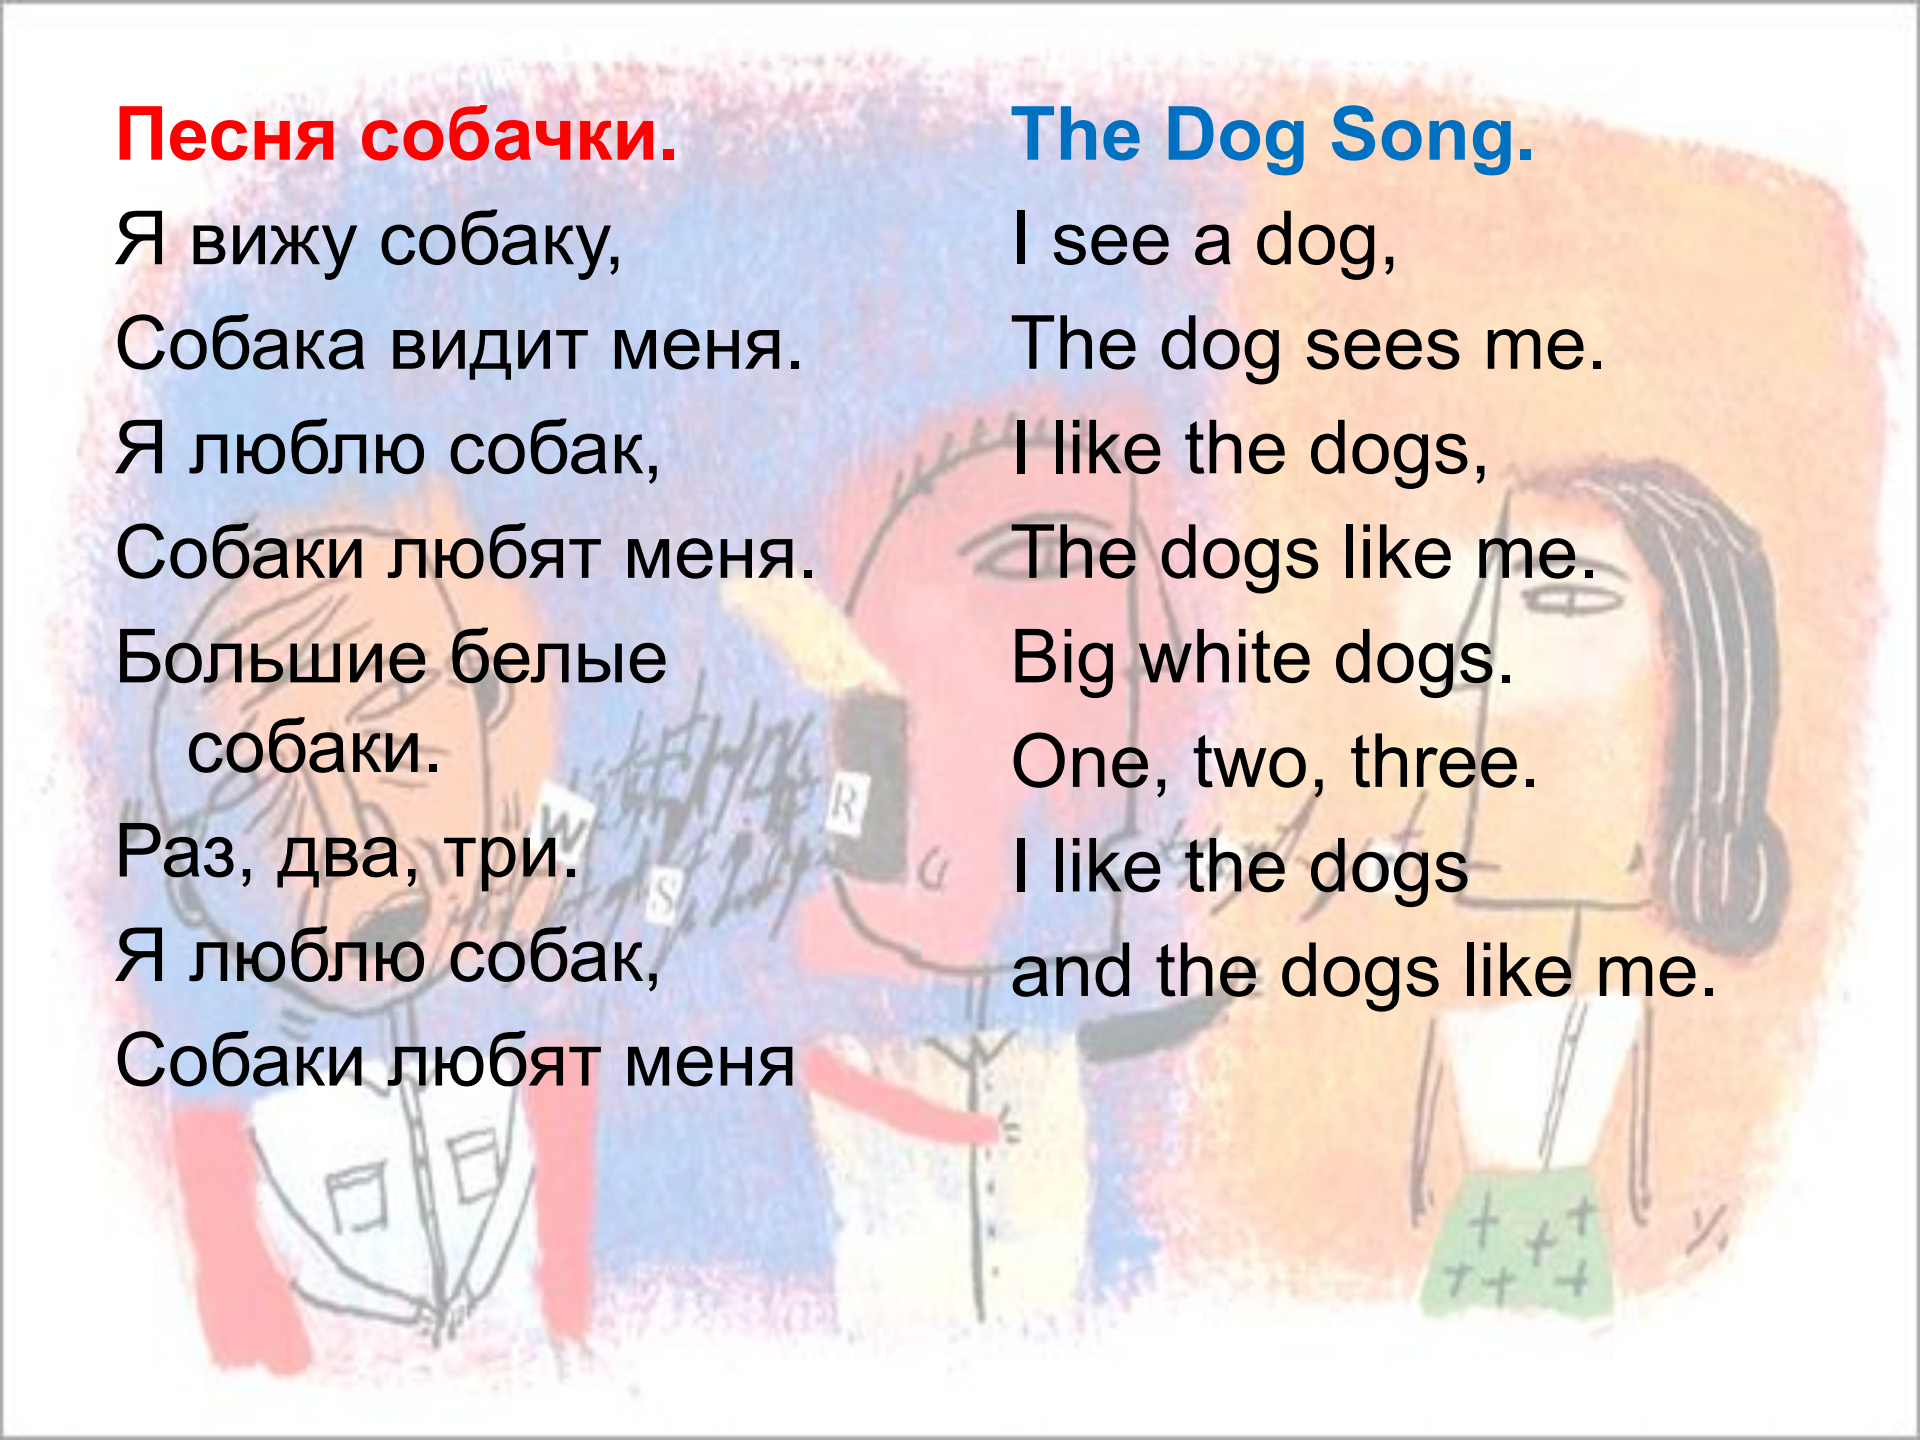 Песня собачки.
Я вижу собаку,
Собака видит меня.
Я люблю собак,
Собаки любят меня.
Большие белые
собаки.
Раз, два, три.
Я люблю собак,
Собаки любят меня
The Dog Song.
I see a dog,
The dog sees me.
I like the dogs,
The dogs like me.
Big white dogs.
One, two, three.
I like the dogs
and the dogs like me.
W
S
R